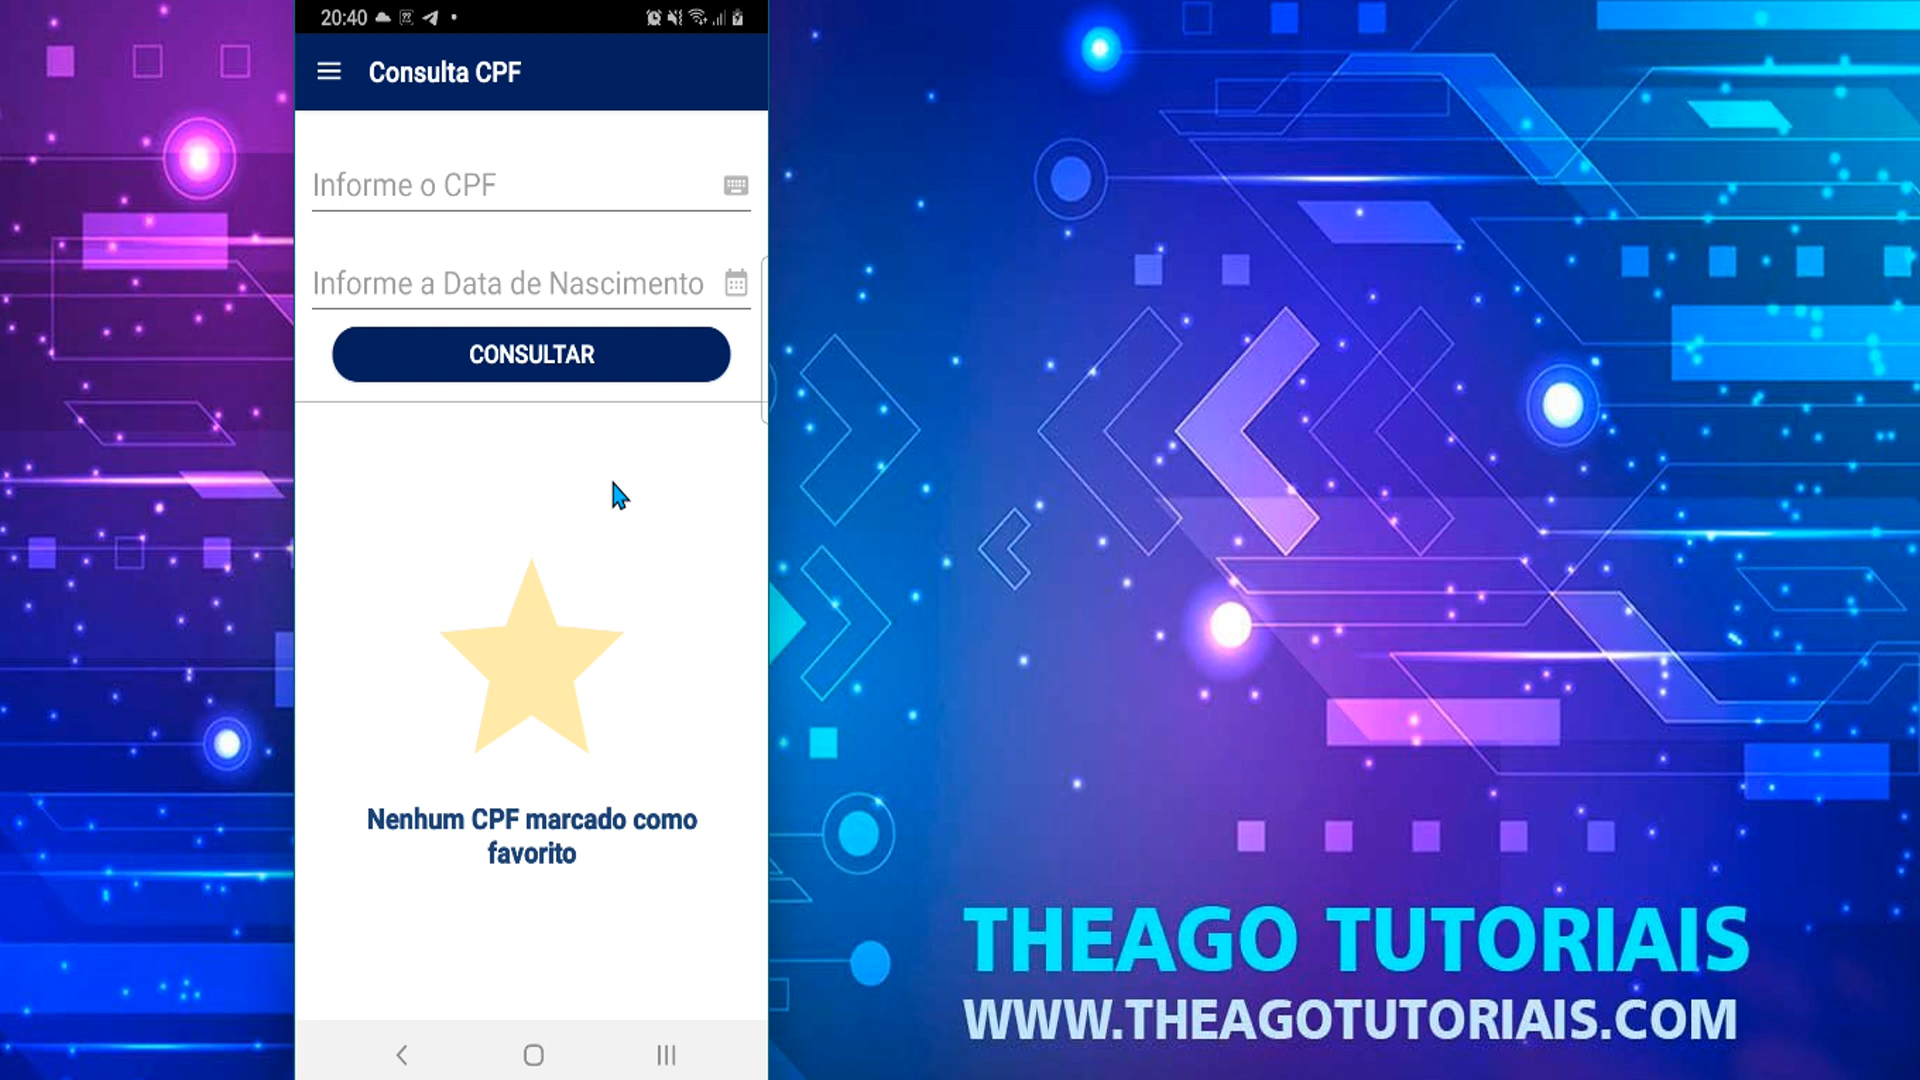 20:40
Consulta CPF
Informe o CPF
Informe a Data de Nascimento
CONSULTAR
Nenhum CPF marcado como
favorito
THEAGO TUTORIAIS
WWW.THEAGOTUTORIAIS.COM